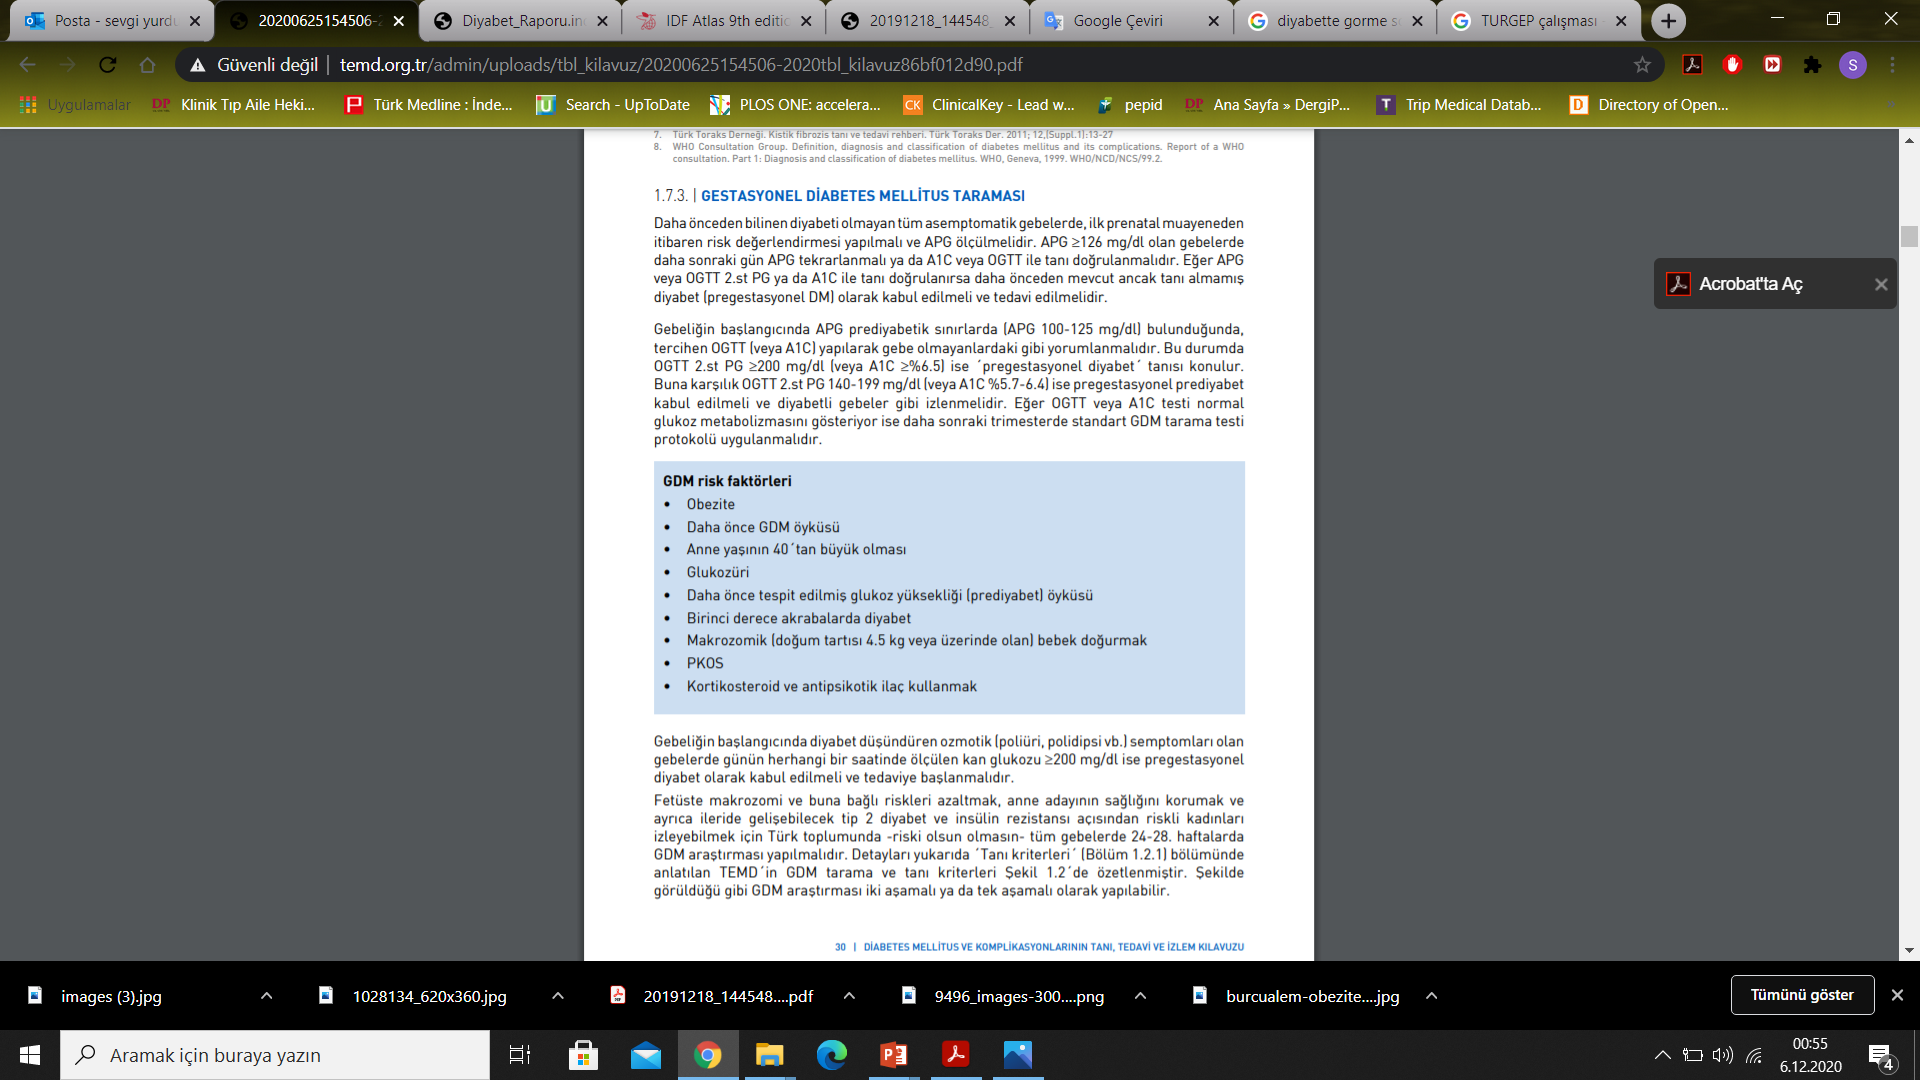 Posta - sevgi yurdu
20200625154506-2
Diyabet_Raporu.in
IDF Atlas 9th editic
20191218_144548
Google Çeviri
diyabette gorme s
TURGEP çalışması
Güvenli değil | temd.org.tr/admin/uploads/tbl_kilavuz/20200625154506-2020tbl_kilavuz86bf012d90.pdf
S
Uygulamalar
DP Klinik Tıp Aile Heki...
P Türk Medline : İnde...
U Search - UpToDate
PLOS ONE: accelera...
CK ClinicalKey - Lead w...
pepid
DP Ana Sayfa » DergiP...
T Trip Medical Datab...
D Directory of Open...
7. Türk Toraks Derneği. Kistik fibrozis tanı ve tedavi rehberi. Türk Toraks Der. 2011; 12,(Suppl.1):13-27
8. WHO Consultation Group. Definition, diagnosis and classification of diabetes mellitus and its complications. Report of a WHO
consultation. Part 1: Diagnosis and classification of diabetes mellitus. WHO, Geneva, 1999. WHO/NCD/NCS/99.2.
1.7.3. | GESTASYONEL DİABETES MELLİTUS TARAMASI
Daha önceden bilinen diyabeti olmayan tüm asemptomatik gebelerde, ilk prenatal muayeneden
itibaren risk değerlendirmesi yapılmalı ve APG ölçülmelidir. APG ≥126 mg/dl olan gebelerde
daha sonraki gün APG tekrarlanmalı ya da A1C veya OGTT ile tanı doğrulanmalıdır. Eğer APG
veya OGTT 2.st PG ya da A1C ile tanı doğrulanırsa daha önceden mevcut ancak tanı almamış
diyabet (pregestasyonel DM) olarak kabul edilmeli ve tedavi edilmelidir.
Gebeliğin başlangıcında APG prediyabetik sınırlarda (APG 100-125 mg/dl) bulunduğunda,
tercihen OGTT (veya A1C) yapılarak gebe olmayanlardaki gibi yorumlanmalıdır. Bu durumda
OGTT 2.st PG ≥200 mg/dl (veya A1C ≥%6.5) ise ´pregestasyonel diyabet´ tanısı konulur.
Buna karşılık OGTT 2.st PG 140-199 mg/dl (veya A1C %5.7-6.4) ise pregestasyonel prediyabet
kabul edilmeli ve diyabetli gebeler gibi izlenmelidir. Eğer OGTT veya A1C testi normal
glukoz metabolizmasını gösteriyor ise daha sonraki trimesterde standart GDM tarama testi
protokolü uygulanmalıdır.
GDM risk faktörleri
• Obezite
• Daha önce GDM öyküsü
• Anne yaşının 40´tan büyük olması
• Glukozüri
• Daha önce tespit edilmiş glukoz yüksekliği (prediyabet) öyküsü
• Birinci derece akrabalarda diyabet
• Makrozomik (doğum tartısı 4.5 kg veya üzerinde olan) bebek doğurmak
• PKOS
• Kortikosteroid ve antipsikotik ilaç kullanmak
Gebeliğin başlangıcında diyabet düşündüren ozmotik (poliüri, polidipsi vb.) semptomları olan
gebelerde günün herhangi bir saatinde ölçülen kan glukozu ≥200 mg/dl ise pregestasyonel
diyabet olarak kabul edilmeli ve tedaviye başlanmalıdır.
Fetüste makrozomi ve buna bağlı riskleri azaltmak, anne adayının sağlığını korumak ve
ayrıca ileride gelişebilecek tip 2 diyabet ve insülin rezistansı açısından riskli kadınları
izleyebilmek için Türk toplumunda -riski olsun olmasın- tüm gebelerde 24-28. haftalarda
GDM araştırması yapılmalıdır. Detayları yukarıda ´Tanı kriterleri´ (Bölüm 1.2.1) bölümünde
anlatılan TEMD´in GDM tarama ve tanı kriterleri Şekil 1.2´de özetlenmiştir. Şekilde
görüldüğü gibi GDM araştırması iki aşamalı ya da tek aşamalı olarak yapılabilir.
30 | DİABETES MELLİTUS VE KOMPLİKASYONLARININ TANI, TEDAVİ VE İZLEM KILAVUZU
Acrobat'ta Aç
images (3).jpg
1028134_620x360.jpg
20191218_144548....pdf
9496_images-300....png
burcualem-obezite....jpg
Tümünü göster
Aramak için buraya yazın
00:55
6.12.2020
4